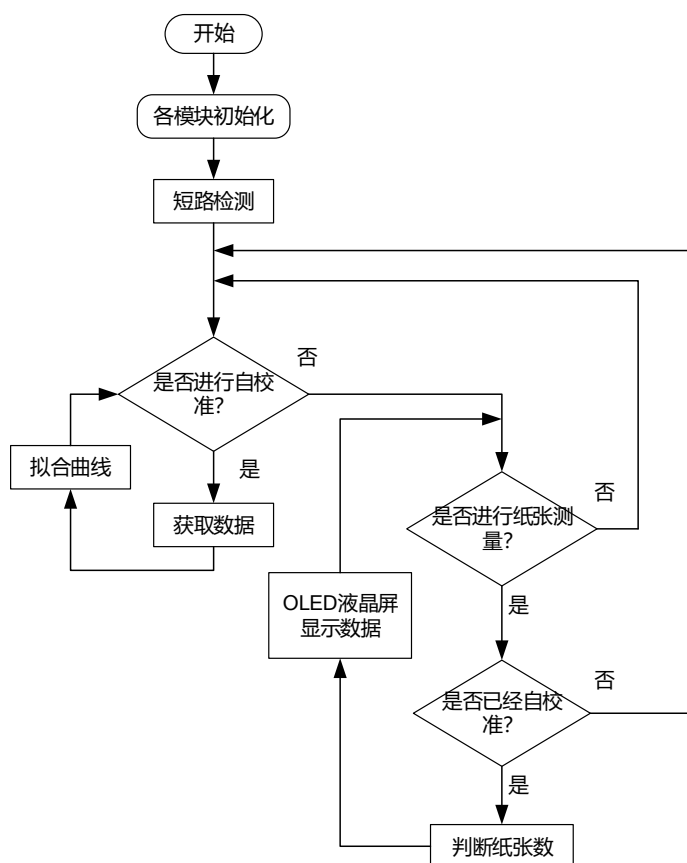 开始
各模块初始化
短路检测
否
是否进行自校
准？
是
拟合曲线
获取数据
否
是否进行纸张测
量？
是
OLED液晶屏
显示数据
否
是否已经自校
准？
是
判断纸张数